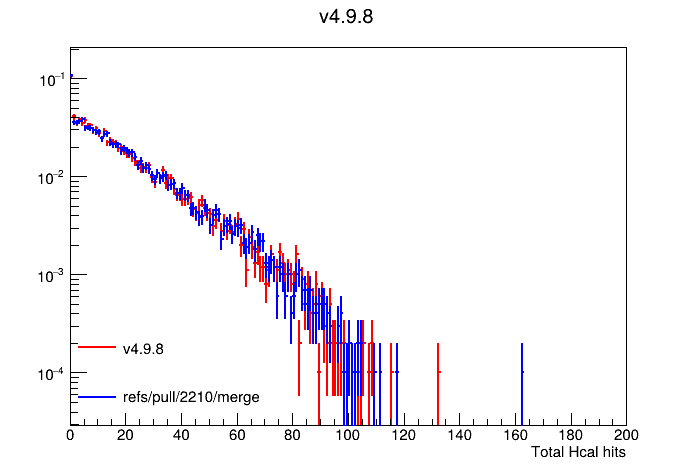 v4.9.8
10⁻¹
10⁻²
10⁻³
10⁻⁴
v4.9.8
refs/pull/2210/merge
0 20 40 60 80 100 120 140 160 180 200
Total Hcal hits